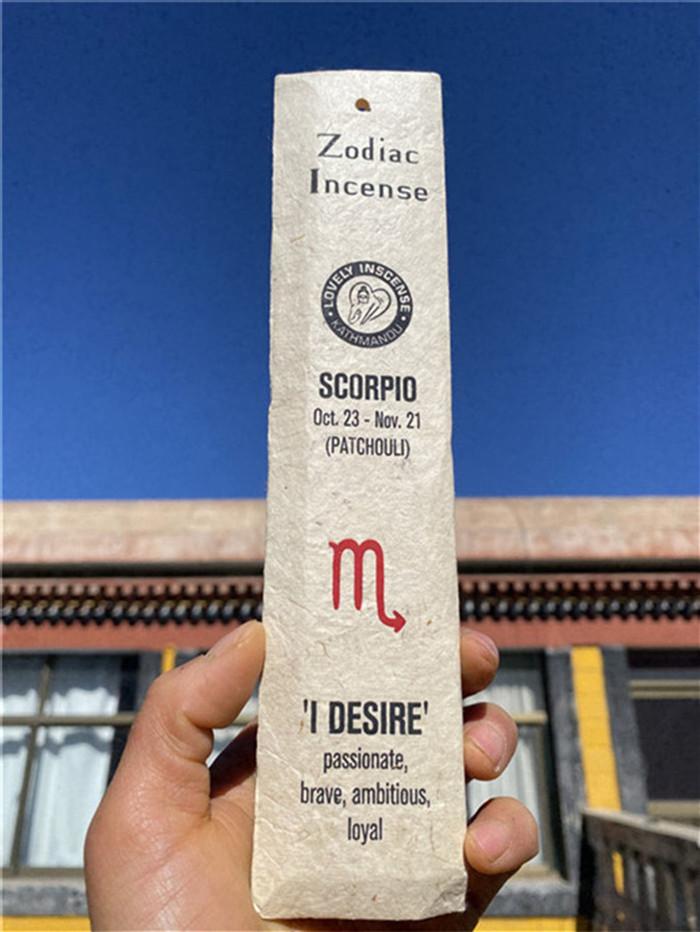 Zodiac
Incense
LOVELY INSCENSE
KATHMANDU
SCORPIO
Oct. 23 - Nov. 21
(PATCHOULI)
'I DESIRE'
passionate,
brave, ambitious,
loyal